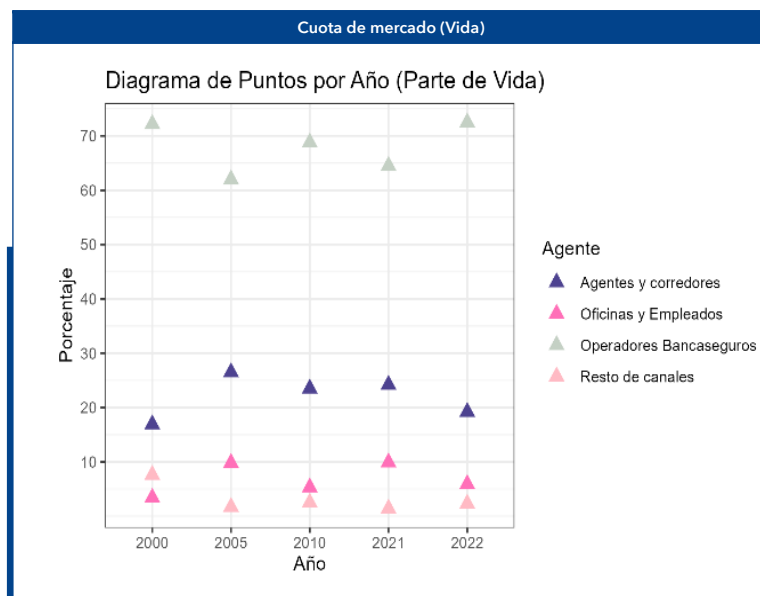 Cuota de mercado (Vida)
Diagrama de Puntos por Año (Parte de Vida)
Porcentaje
70
60
50
40
30
20
10
2000 2005 2010 2021 2022
Año
Agente
Agentes y corredores
Oficinas y Empleados
Operadores Bancaseguros
Resto de canales